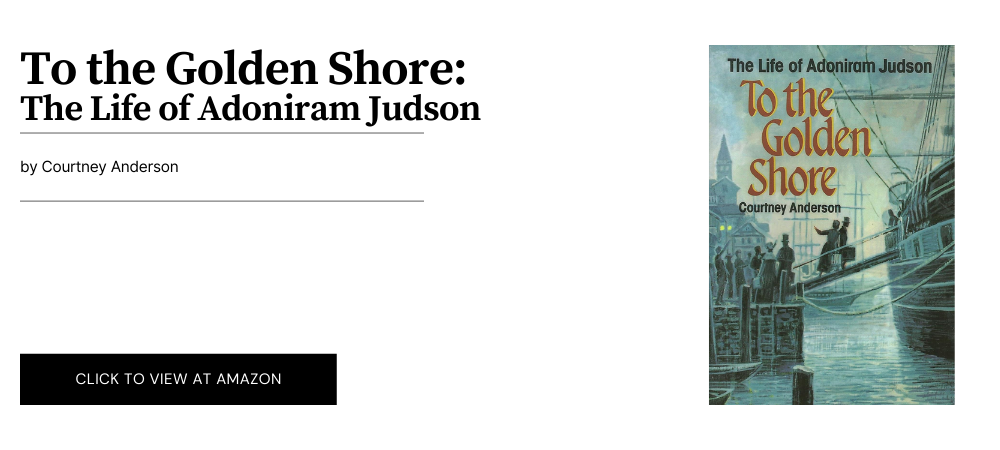 To the Golden Shore:
The Life of Adoniram Judson
by Courtney Anderson
CLICK TO VIEW AT AMAZON
The Life of Adoniram Judson
To the
Golden
Shore
Courtney Anderson